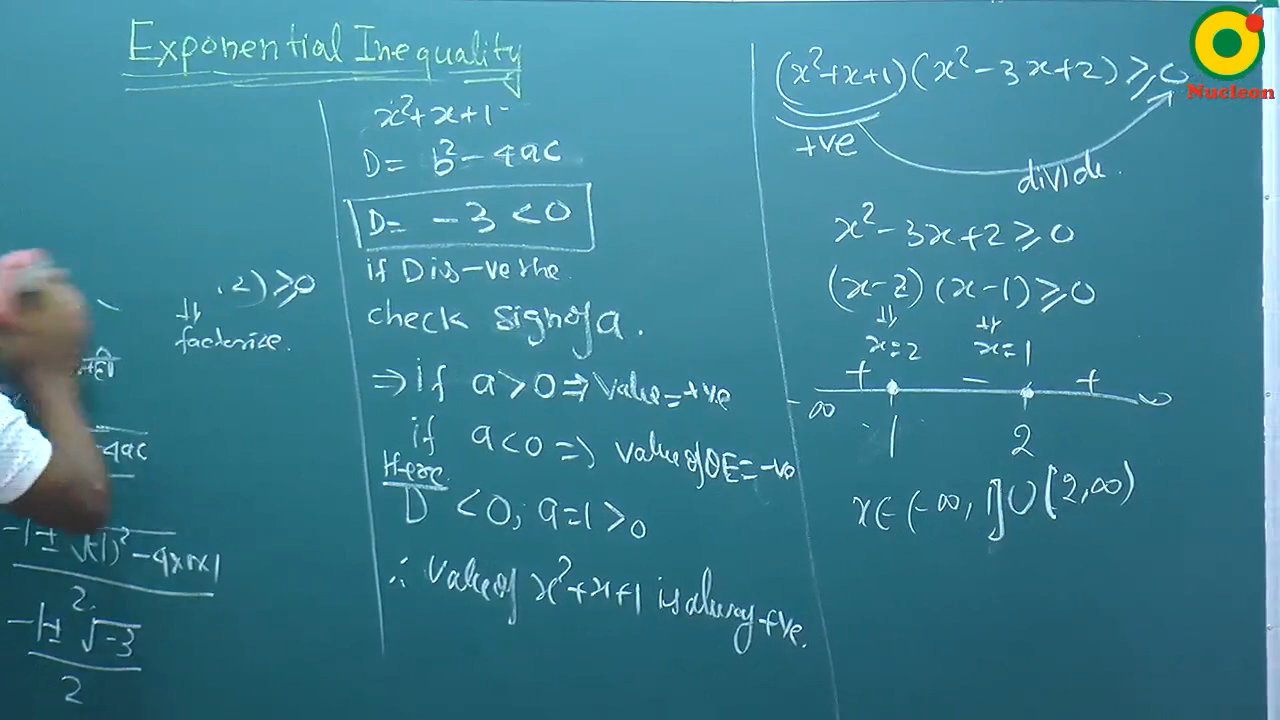 Exponential Inequality
2) ≥ 0
⇓
factorize.
-4ac
-1 ± √(1)² - 4×1×1
2
-1 ± √-3
2
x² + x + 1
D = b² - 4ac
D = -3 < 0
if D is -ve the
check sign of a.
⇒ if a > 0 ⇒ Value = +ve
if a < 0 ⇒ value of QE = -ve
Here
D < 0, a = 1 > 0
∴ Value of x² + x + 1 is alway +ve.
(x² + x + 1) (x² - 3x + 2) ≥ 0
+ve
divide.
x² - 3x + 2 ≥ 0
(x - 2) (x - 1) ≥ 0
⇓ ⇓
x = 2 x = 1
+ - +
-∞ ∞
1 2
x ∈ (-∞, 1] ∪ [2, ∞)
Nucleon